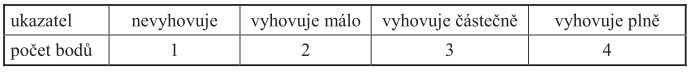 ukazatel nevyhovuje vyhovuje málo vyhovuje částečně vyhovuje plně
počet bodů 1 2 3 4